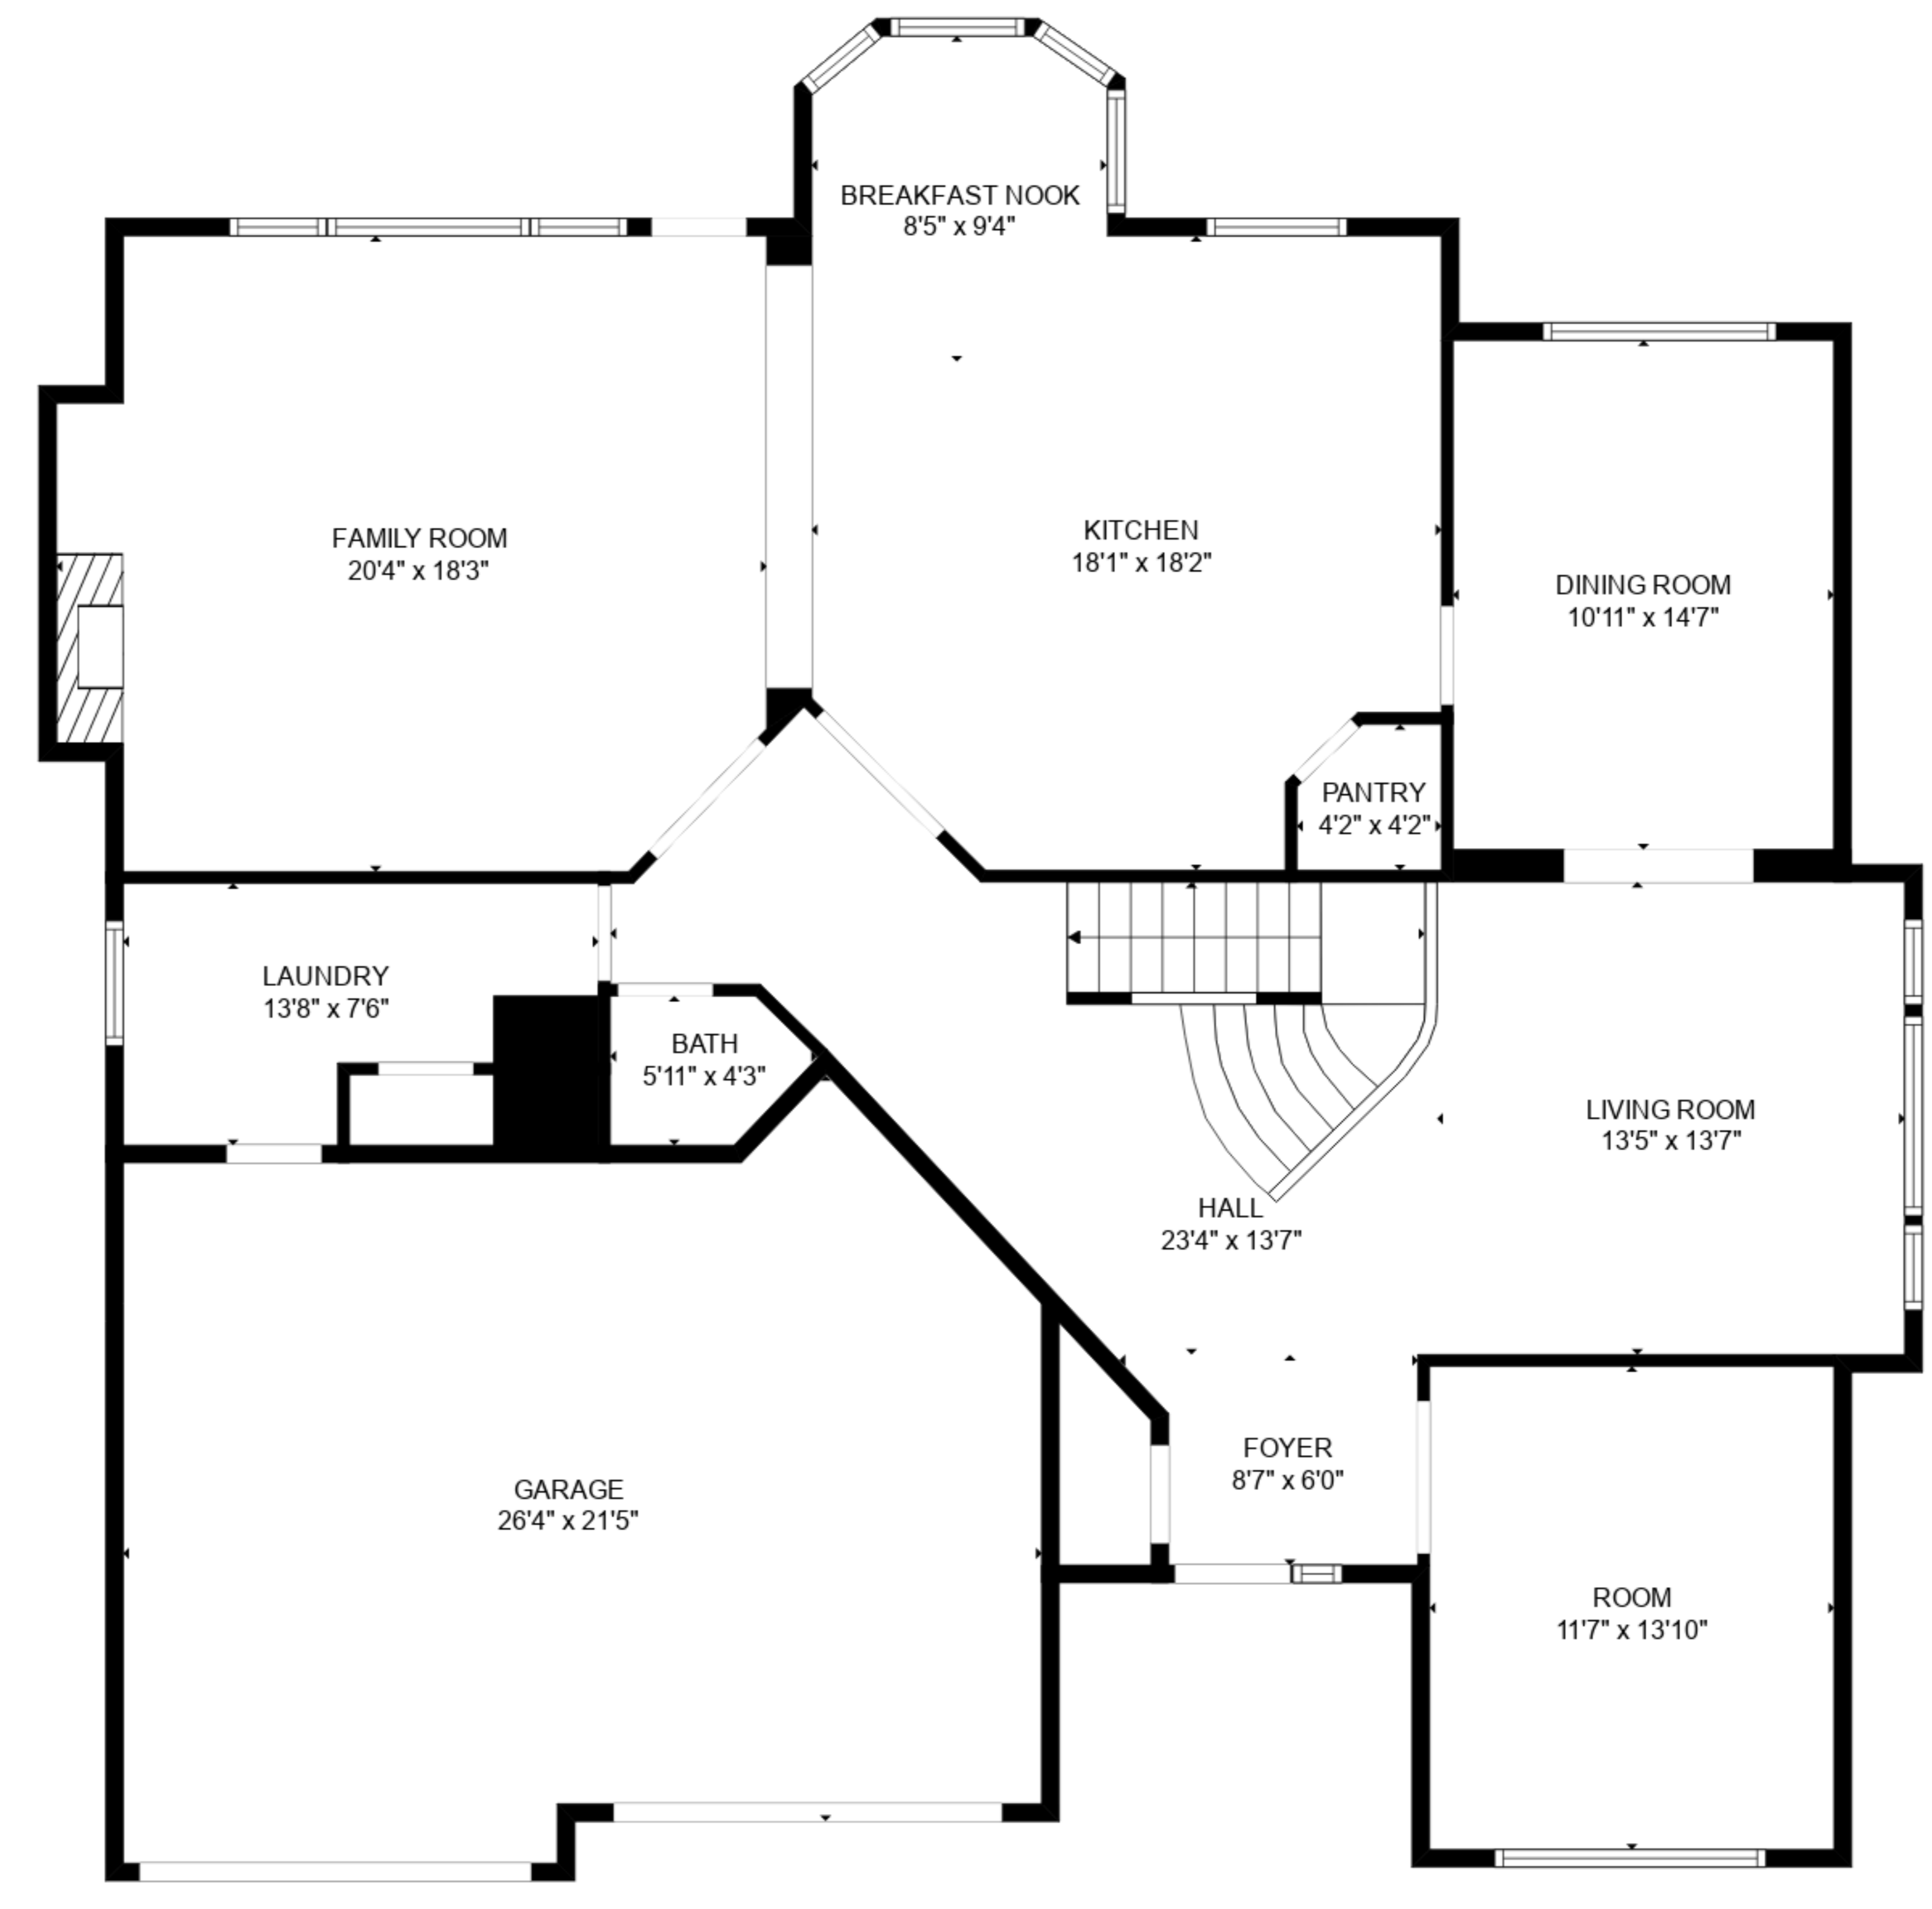 BREAKFAST NOOK
8'5" x 9'4"
FAMILY ROOM
20'4" x 18'3"
KITCHEN
18'1" x 18'2"
DINING ROOM
10'11" x 14'7"
PANTRY
4'2" x 4'2"
LAUNDRY
13'8" x 7'6"
BATH
5'11" x 4'3"
LIVING ROOM
13'5" x 13'7"
HALL
23'4" x 13'7"
FOYER
8'7" x 6'0"
GARAGE
26'4" x 21'5"
ROOM
11'7" x 13'10"